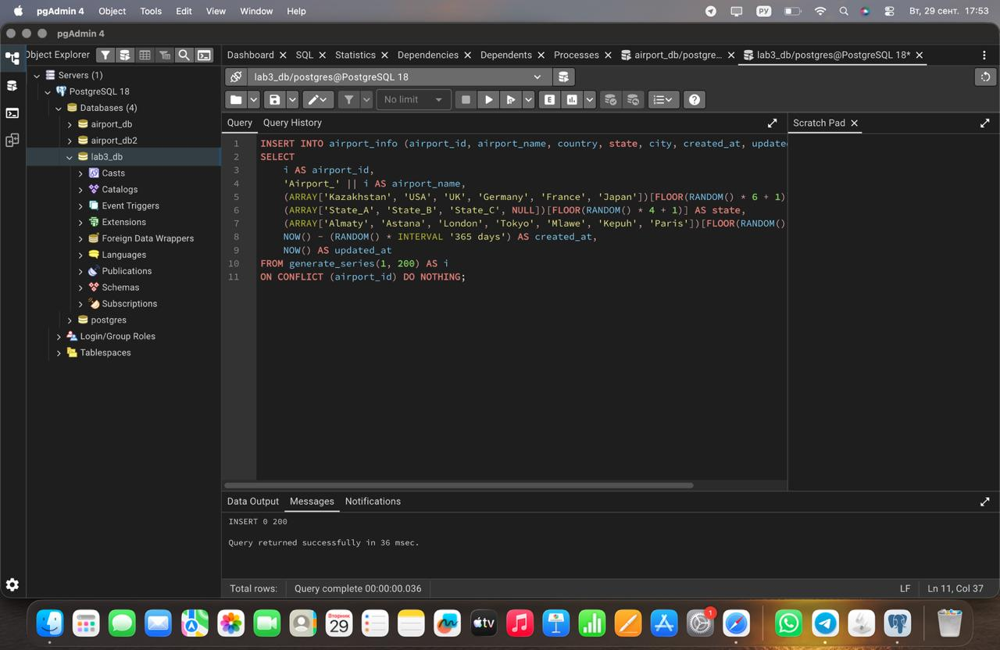 pgAdmin 4 Object Tools Edit View Window Help РУ Вт, 29 сент. 17:53
pgAdmin 4
Object Explorer
Dashboard SQL Statistics Dependencies Dependents Processes airport_db/postgre... lab3_db/postgres@PostgreSQL 18*
Servers (1)
PostgreSQL 18
Databases (4)
airport_db
airport_db2
lab3_db
Casts
Catalogs
Event Triggers
Extensions
Foreign Data Wrappers
Languages
Publications
Schemas
Subscriptions
postgres
Login/Group Roles
Tablespaces
lab3_db/postgres@PostgreSQL 18
No limit
E
Query Query History
Scratch Pad
1 INSERT INTO airport_info (airport_id, airport_name, country, state, city, created_at, update
2 SELECT
3 i AS airport_id,
4 'Airport_' || i AS airport_name,
5 (ARRAY['Kazakhstan', 'USA', 'UK', 'Germany', 'France', 'Japan'])[FLOOR(RANDOM() * 6 + 1)
6 (ARRAY['State_A', 'State_B', 'State_C', NULL])[FLOOR(RANDOM() * 4 + 1)] AS state,
7 (ARRAY['Almaty', 'Astana', 'London', 'Tokyo', 'Mlawe', 'Kepuh', 'Paris'])[FLOOR(RANDOM()
8 NOW() - (RANDOM() * INTERVAL '365 days') AS created_at,
9 NOW() AS updated_at
10 FROM generate_series(1, 200) AS i
11 ON CONFLICT (airport_id) DO NOTHING;
Data Output Messages Notifications
INSERT 0 200
Query returned successfully in 36 msec.
Total rows: Query complete 00:00:00.036 LF Ln 11, Col 37
Вторник
29
tv
1